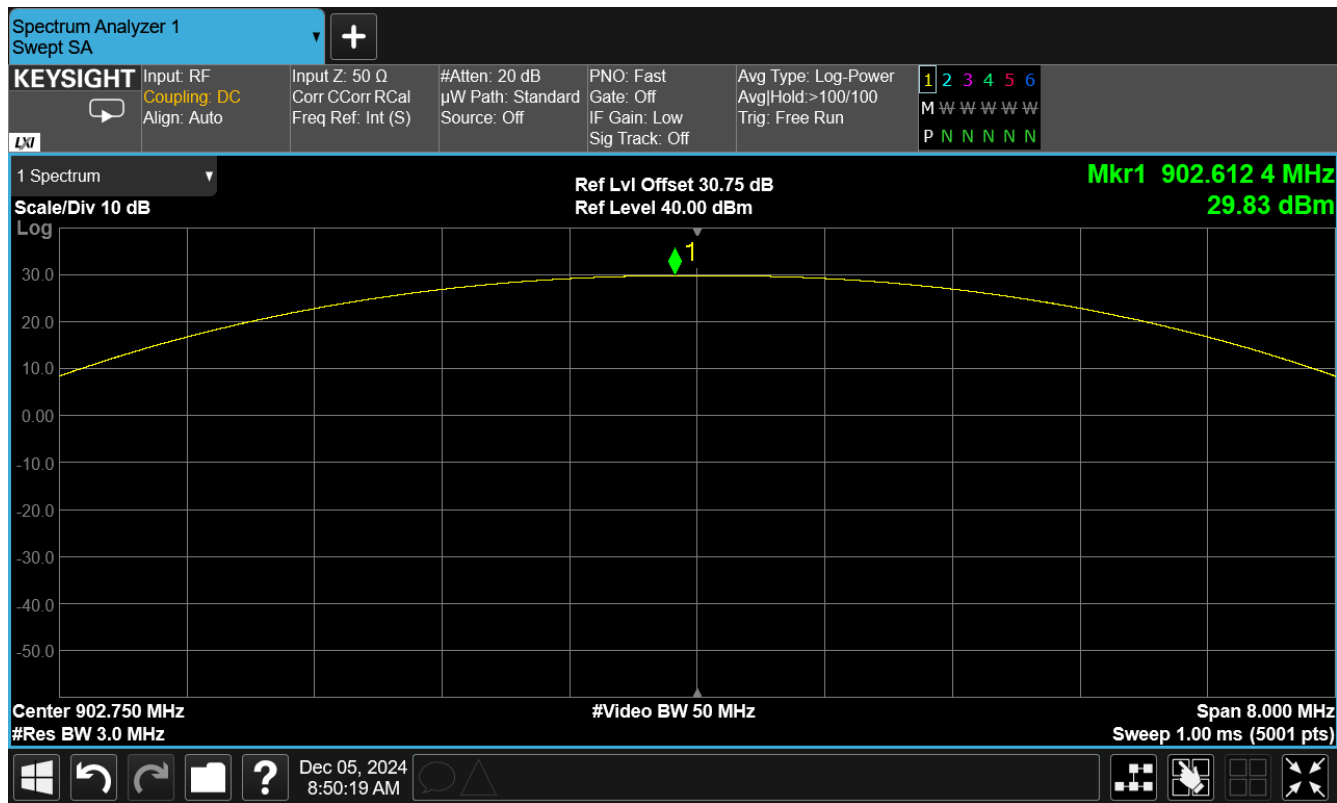 Spectrum Analyzer 1
Swept SA
KEYSIGHT
LXI
Input: RF
Coupling: DC
Align: Auto
Input Z: 50 Ω
Corr CCorr RCal
Freq Ref: Int (S)
#Atten: 20 dB
µW Path: Standard
Source: Off
PNO: Fast
Gate: Off
IF Gain: Low
Sig Track: Off
Avg Type: Log-Power
Avg|Hold:>100/100
Trig: Free Run
1 2 3 4 5 6
M W W W W W
P N N N N N
1 Spectrum
Scale/Div 10 dB
Log
Ref Lvl Offset 30.75 dB
Ref Level 40.00 dBm
Mkr1 902.612 4 MHz
29.83 dBm
1
30.0
20.0
10.0
0.00
-10.0
-20.0
-30.0
-40.0
-50.0
Center 902.750 MHz
#Res BW 3.0 MHz
#Video BW 50 MHz
Span 8.000 MHz
Sweep 1.00 ms (5001 pts)
?
Dec 05, 2024
8:50:19 AM